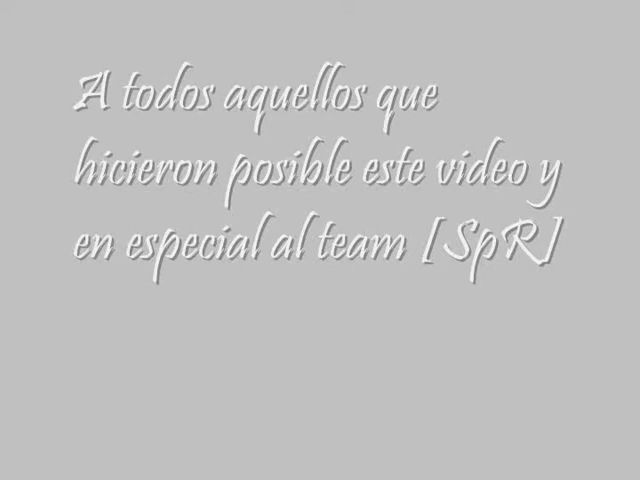 A todos aquellos que
hicieron posible este video y
en especial al team [SpR]